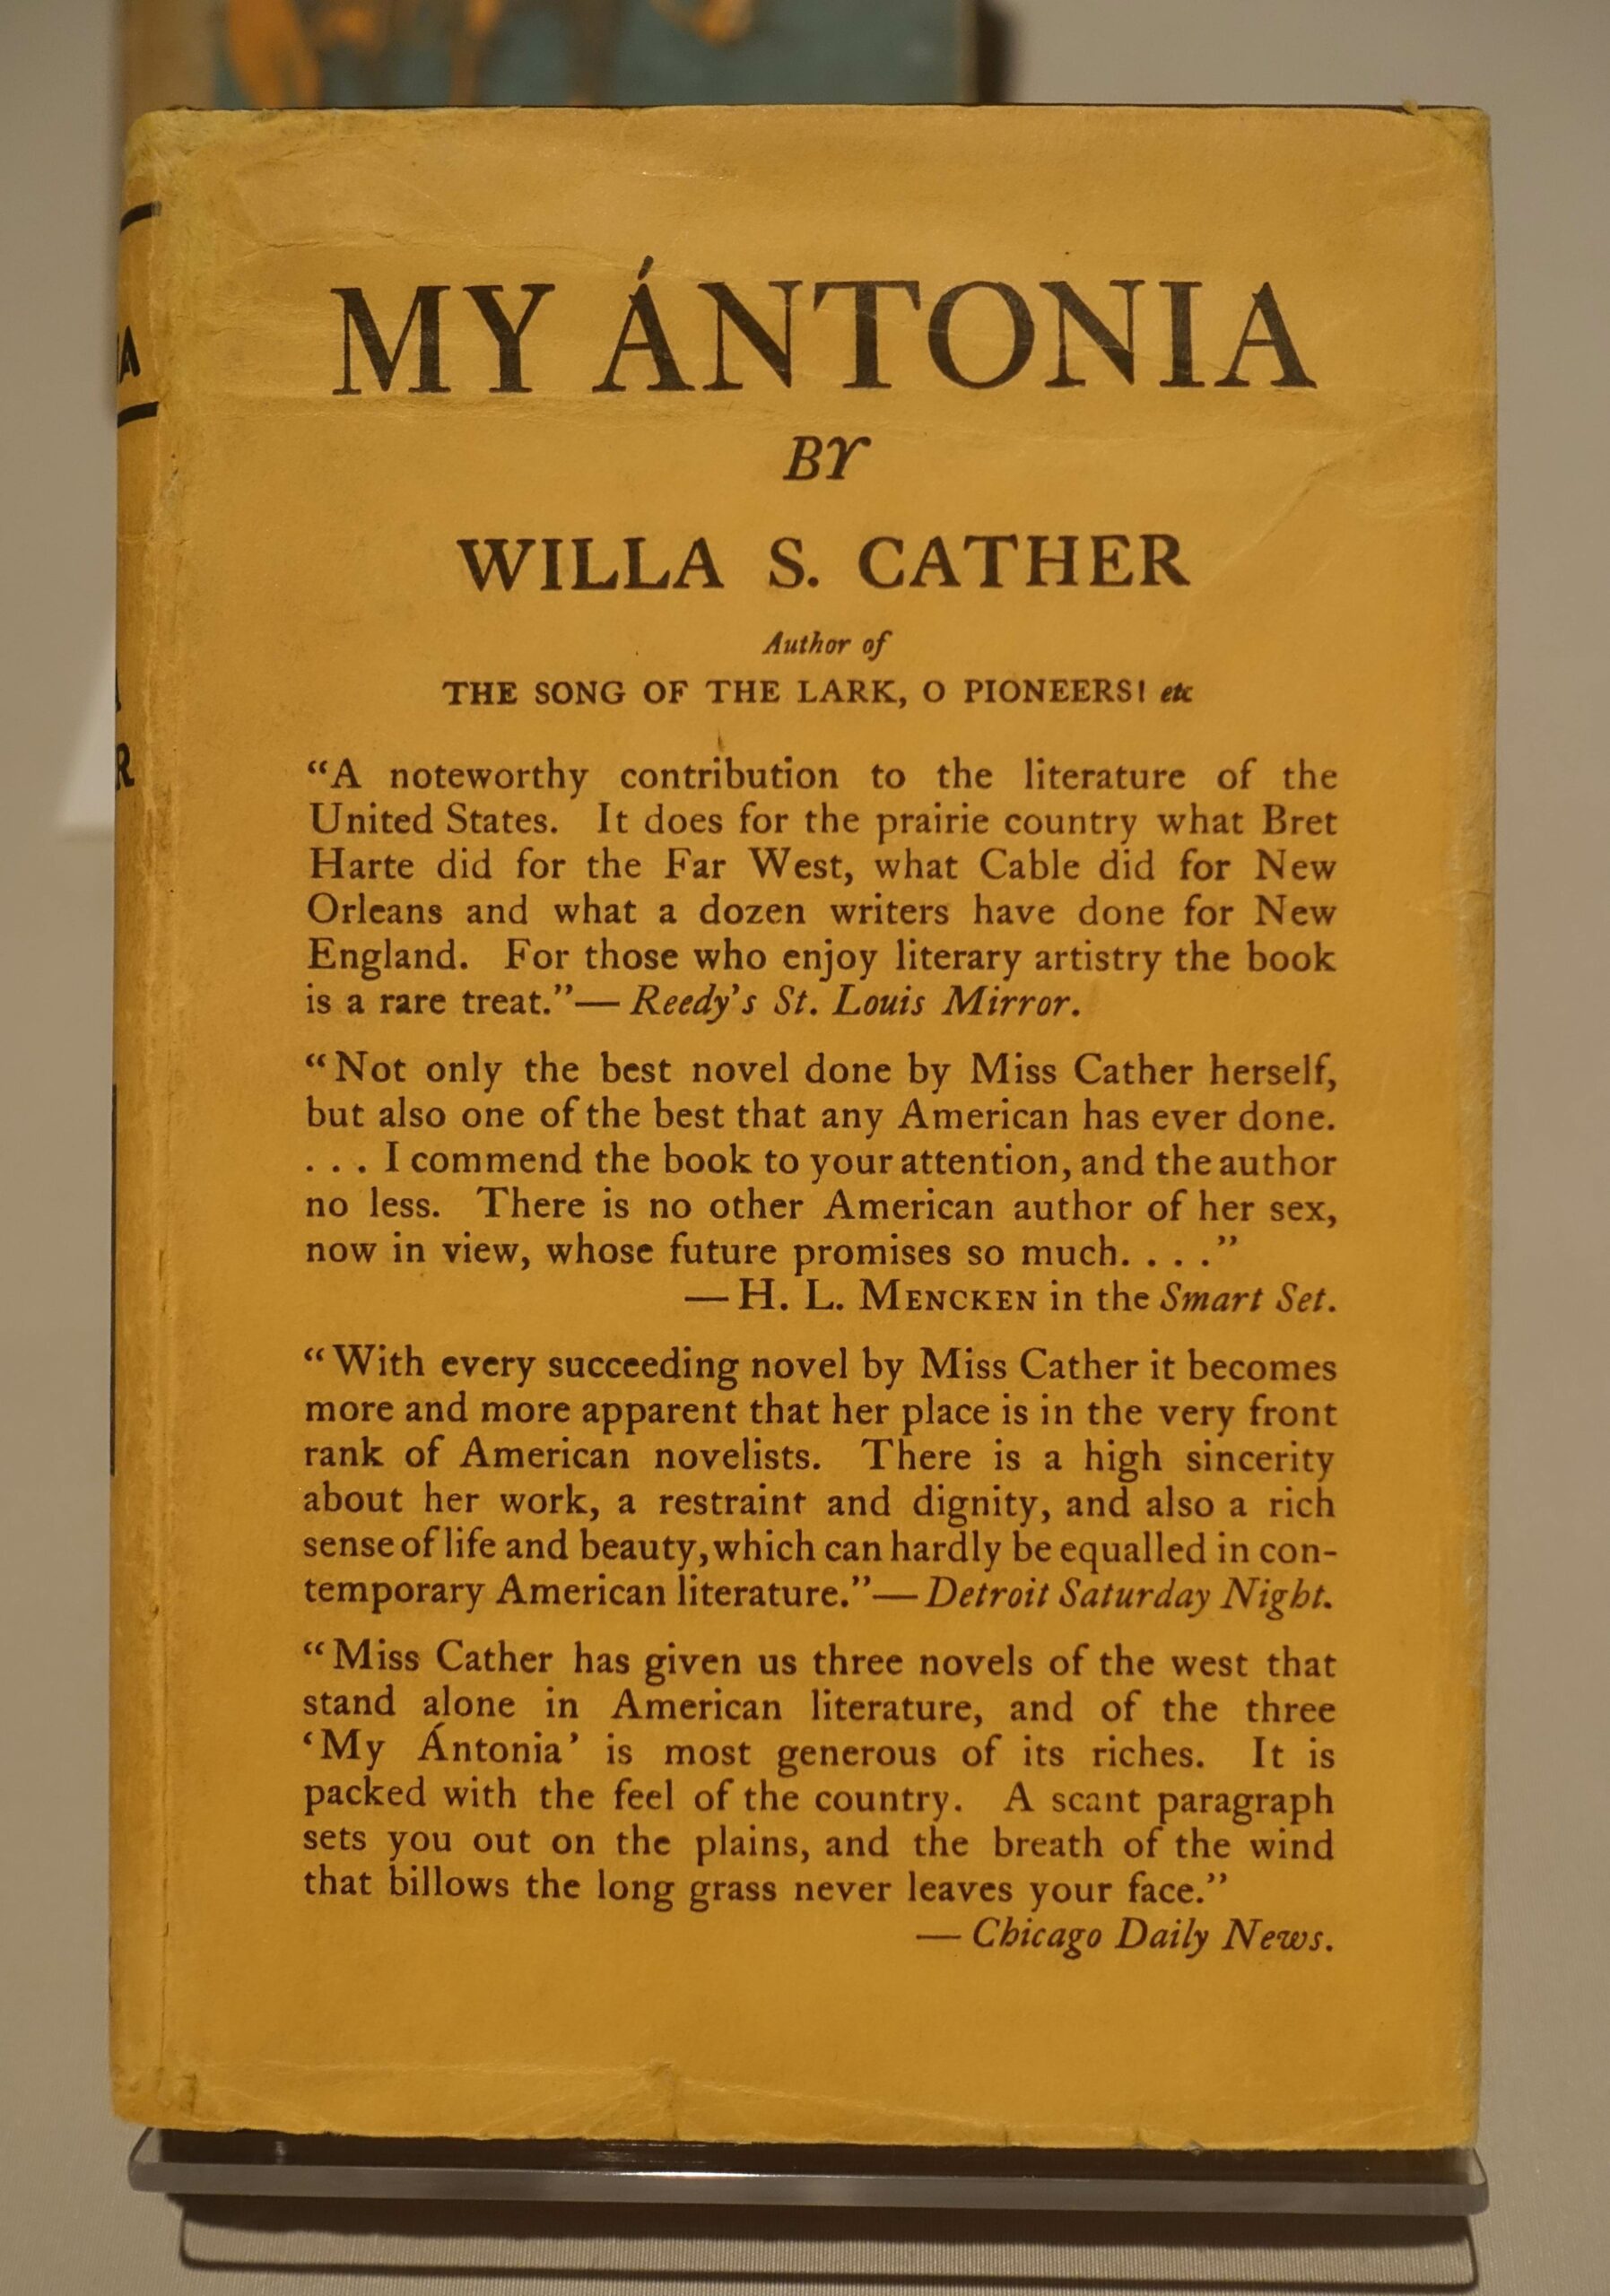 MY ÁNTONIA
BY
WILLA S. CATHER
Author of
THE SONG OF THE LARK, O PIONEERS! etc
“A noteworthy contribution to the literature of the
United States. It does for the prairie country what Bret
Harte did for the Far West, what Cable did for New
Orleans and what a dozen writers have done for New
England. For those who enjoy literary artistry the book
is a rare treat.”— Reedy's St. Louis Mirror.
“Not only the best novel done by Miss Cather herself,
but also one of the best that any American has ever done.
. . . I commend the book to your attention, and the author
no less. There is no other American author of her sex,
now in view, whose future promises so much. . . .”
— H. L. MENCKEN in the Smart Set.
“With every succeeding novel by Miss Cather it becomes
more and more apparent that her place is in the very front
rank of American novelists. There is a high sincerity
about her work, a restraint and dignity, and also a rich
sense of life and beauty, which can hardly be equalled in con-
temporary American literature.”— Detroit Saturday Night.
“Miss Cather has given us three novels of the west that
stand alone in American literature, and of the three
‘My Ántonia’ is most generous of its riches. It is
packed with the feel of the country. A scant paragraph
sets you out on the plains, and the breath of the wind
that billows the long grass never leaves your face.”
— Chicago Daily News.